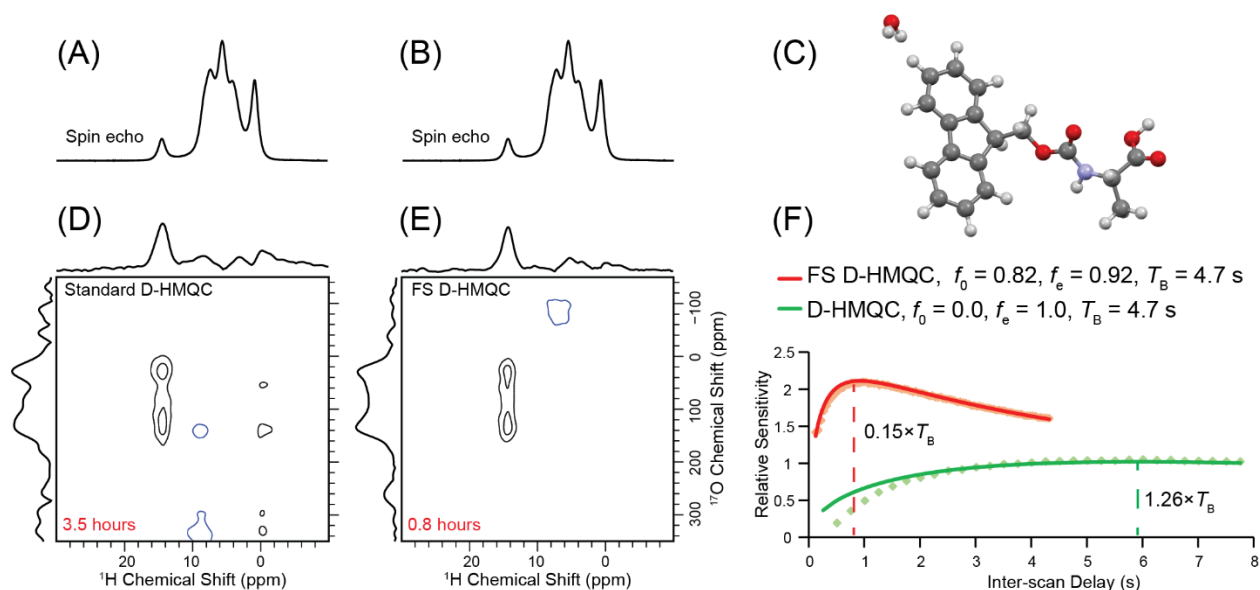 (A)
Spin echo
(B)
Spin echo
(C)
(D)
Standard D-HMQC
3.5 hours
20 10 0
¹H Chemical Shift (ppm)
(E)
FS D-HMQC
0.8 hours
20 10 0
¹H Chemical Shift (ppm)
−100
0
100
200
300
¹⁷O Chemical Shift (ppm)
(F)
FS D-HMQC, f₀ = 0.82, fₑ = 0.92, T_B = 4.7 s
D-HMQC, f₀ = 0.0, fₑ = 1.0, T_B = 4.7 s
Relative Sensitivity
2.5
2
1.5
1
0.5
0
0.15×T_B
1.26×T_B
0 1 2 3 4 5 6 7 8
Inter-scan Delay (s)